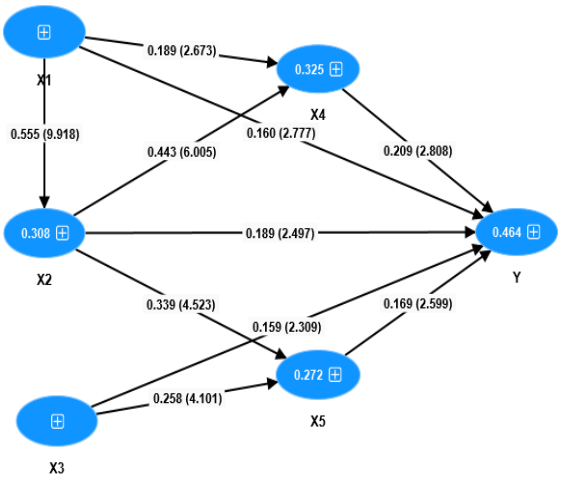 X1
0.189 (2.673)
0.325
X4
0.555 (9.918)
0.443 (6.005)
0.160 (2.777)
0.209 (2.808)
0.308
X2
0.189 (2.497)
0.464
Y
0.339 (4.523)
0.159 (2.309)
0.169 (2.599)
0.272
X5
0.258 (4.101)
X3